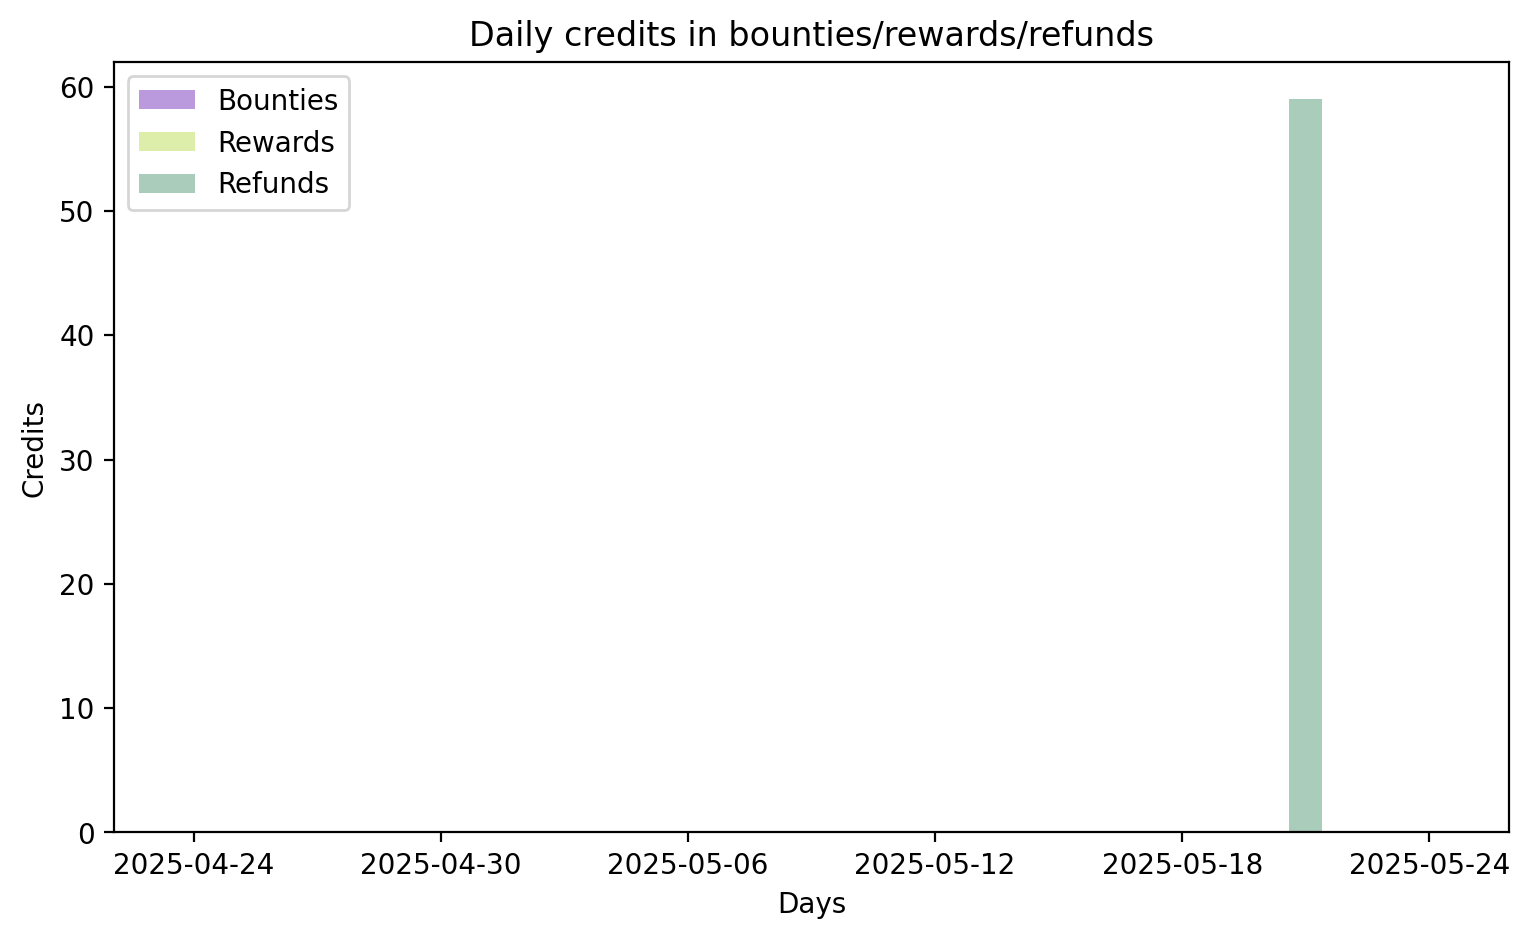 Daily credits in bounties/rewards/refunds
Bounties
Rewards
Refunds
60
50
40
30
20
10
0
Credits
2025-04-24
2025-04-30
2025-05-06
2025-05-12
2025-05-18
2025-05-24
Days